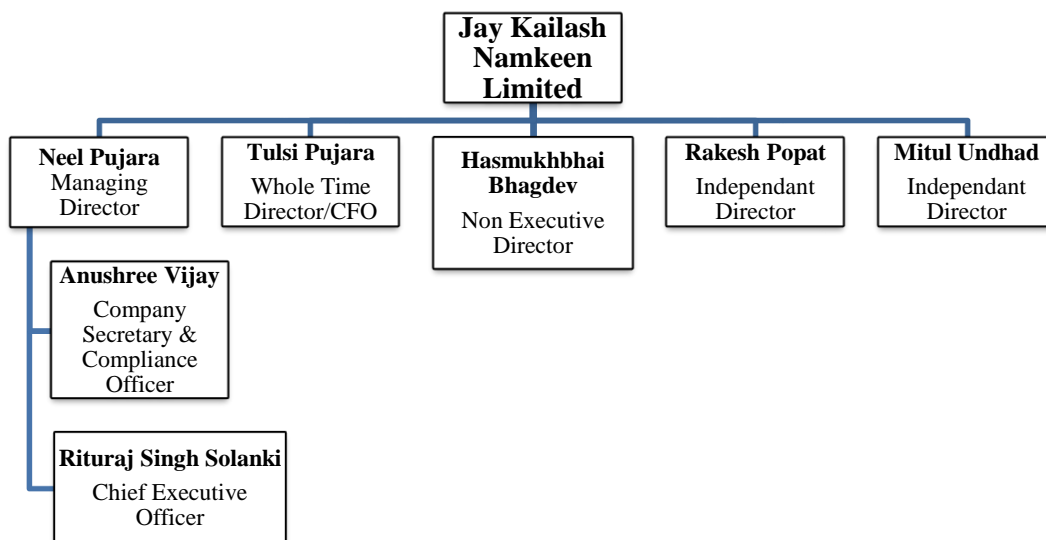 Jay Kailash
Namkeen
Limited
Neel Pujara
Managing
Director
Tulsi Pujara
Whole Time
Director/CFO
Hasmukhbhai
Bhagdev
Non Executive
Director
Rakesh Popat
Independant
Director
Mitul Undhad
Independant
Director
Anushree Vijay
Company
Secretary &
Compliance
Officer
Rituraj Singh Solanki
Chief Executive
Officer